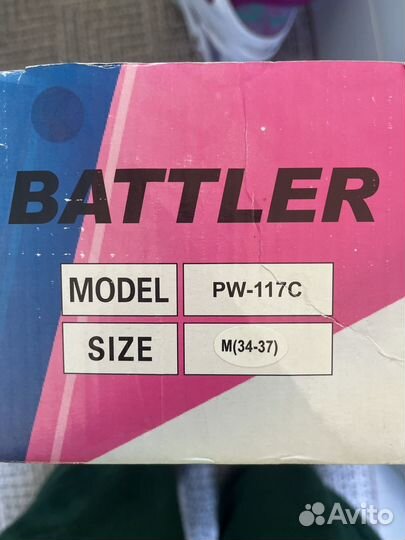 BATTLER
MODEL PW-117C
SIZE M(34-37)
Avito